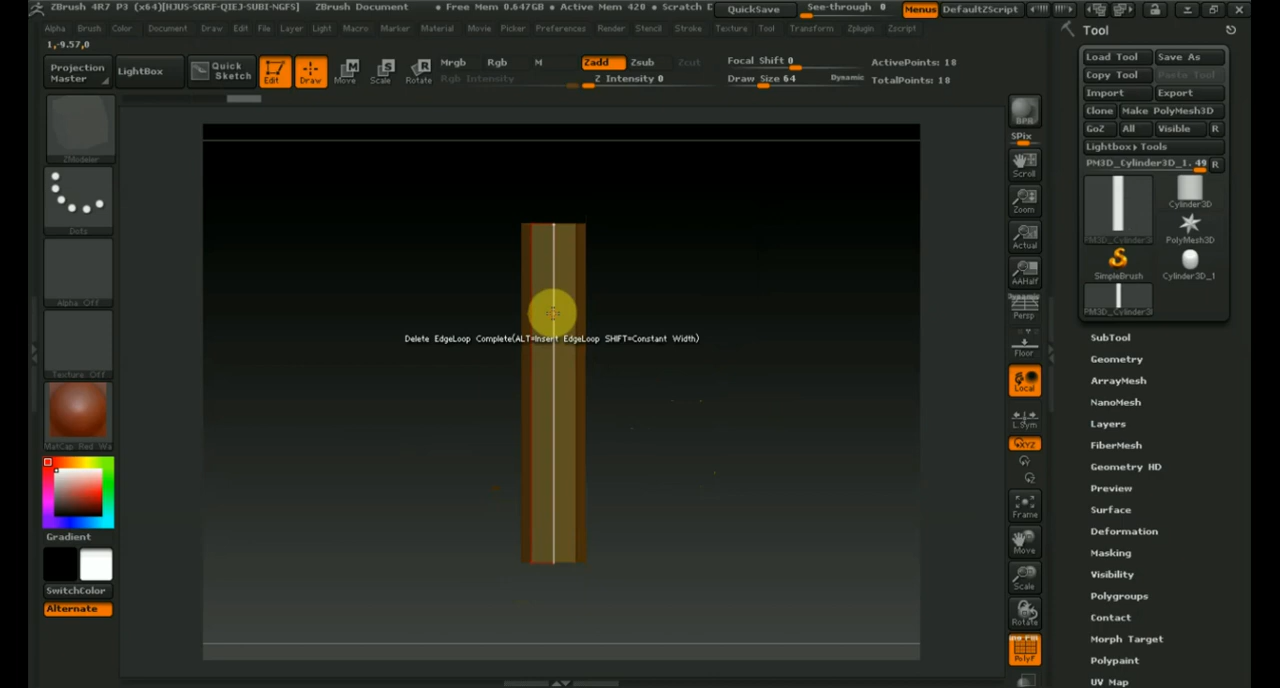 ZBrush 4R7 P3 (x64)[HJUS-SGRF-QIEJ-SUBI-NGFS] ZBrush Document • Free Mem 0.647GB • Active Mem 420 • Scratch D QuickSave See-through 0 Menus DefaultZScript
Alpha Brush Color Document Draw Edit File Layer Light Macro Marker Material Movie Picker Preferences Render Stencil Stroke Texture Tool Transform Zplugin Zscript
1,-9.57,0
Projection Master
LightBox
Quick Sketch
Edit Draw Move Scale Rotate
Mrgb Rgb M
Rgb Intensity
Zadd Zsub Zcut
Z Intensity 0
Focal Shift 0
Draw Size 64 Dynamic
ActivePoints: 18
TotalPoints: 18
ZModeler
Dots
Alpha Off
Texture Off
MatCap Red Wa
Gradient
SwitchColor
Alternate
Delete EdgeLoop Complete(ALT=Insert EdgeLoop SHIFT=Constant Width)
BPR
SPix
Scroll
Zoom
Actual
AAHalf
Dynamic
Persp
Floor
Local
L.Sym
XYZ
Frame
Move
Scale
Rotate
PolyF
Tool
Load Tool Save As
Copy Tool Paste Tool
Import Export
Clone Make PolyMesh3D
GoZ All Visible R
Lightbox▸Tools
PM3D_Cylinder3D_1. 49 R
PM3D_Cylinder3 Cylinder3D
PolyMesh3D
SimpleBrush Cylinder3D_1
PM3D_Cylinder3
SubTool
Geometry
ArrayMesh
NanoMesh
Layers
FiberMesh
Geometry HD
Preview
Surface
Deformation
Masking
Visibility
Polygroups
Contact
Morph Target
Polypaint
UV Map